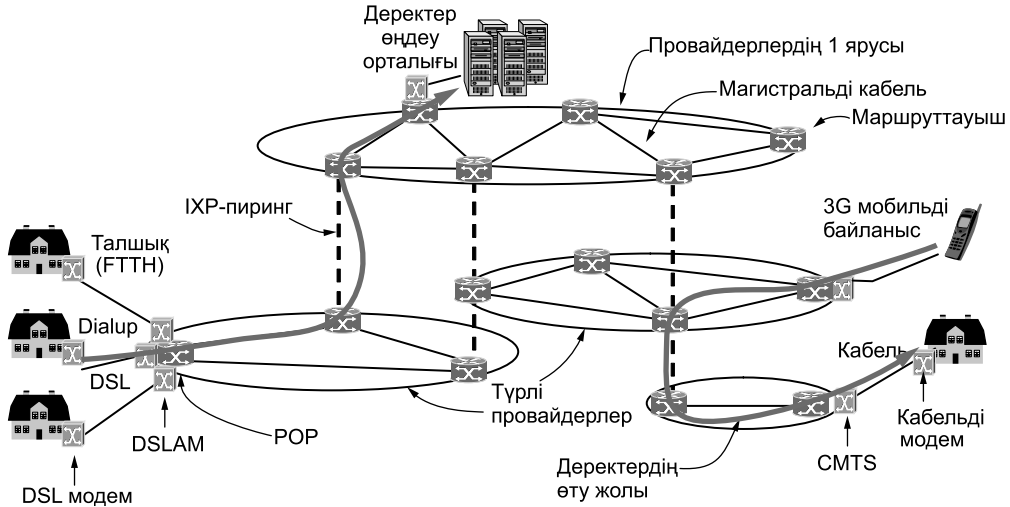 Деректер
өңдеу
орталығы
Провайдерлердің 1 ярусы
Магистральді кабель
Маршруттауыш
IXP-пиринг
3G мобильді
байланыс
Талшық
(FTTH)
Dialup
DSL
Кабель
Түрлі
провайдерлер
DSLAM
POP
Кабельді
модем
CMTS
Деректердің
өту жолы
DSL модем